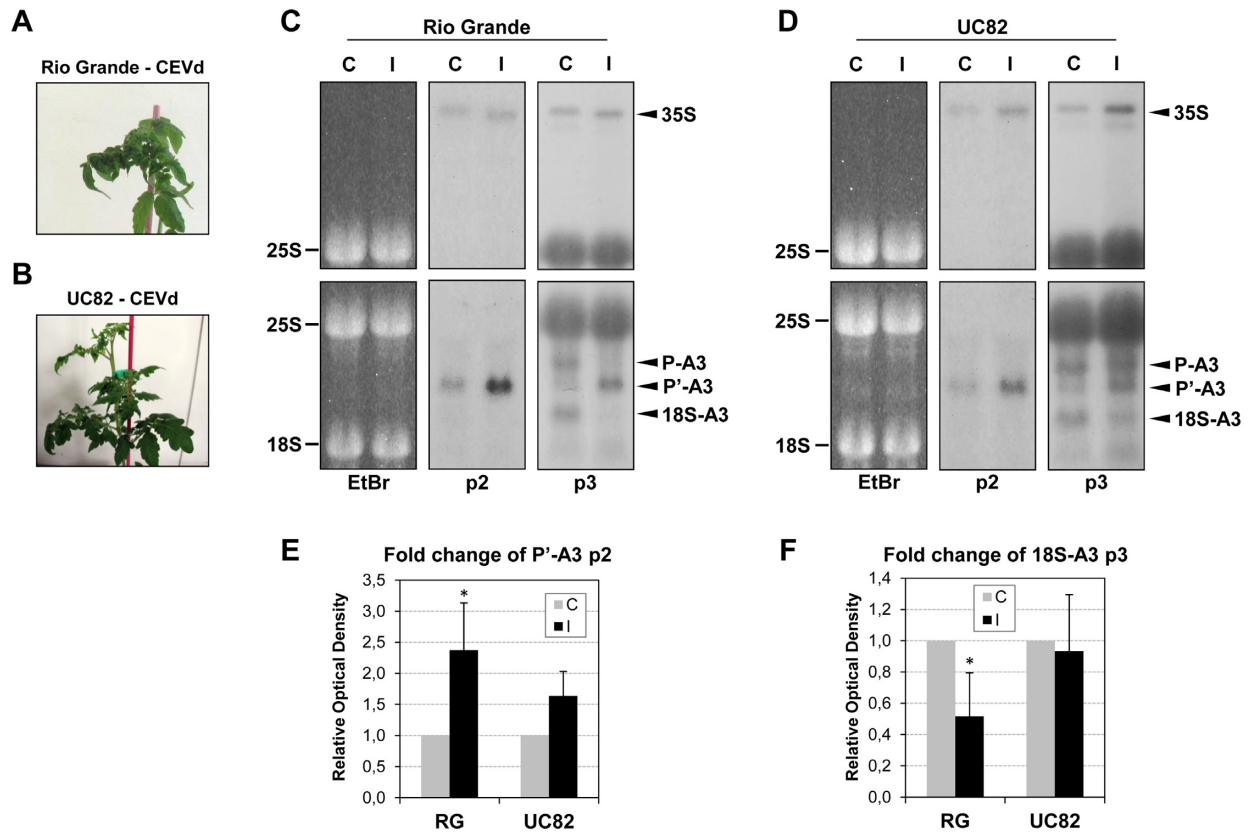 A
Rio Grande - CEVd
B
UC82 - CEVd
C
Rio Grande
C I C I C I
35S
25S
25S
P-A3
P’-A3
18S-A3
18S
EtBr p2 p3
D
UC82
C I C I C I
35S
25S
25S
P-A3
P’-A3
18S-A3
18S
EtBr p2 p3
E
Fold change of P’-A3 p2
Relative Optical Density
3,5
3,0
2,5
2,0
1,5
1,0
0,5
0,0
*
C
I
RG UC82
F
Fold change of 18S-A3 p3
Relative Optical Density
1,4
1,2
1,0
0,8
0,6
0,4
0,2
0,0
C
I
*
RG UC82